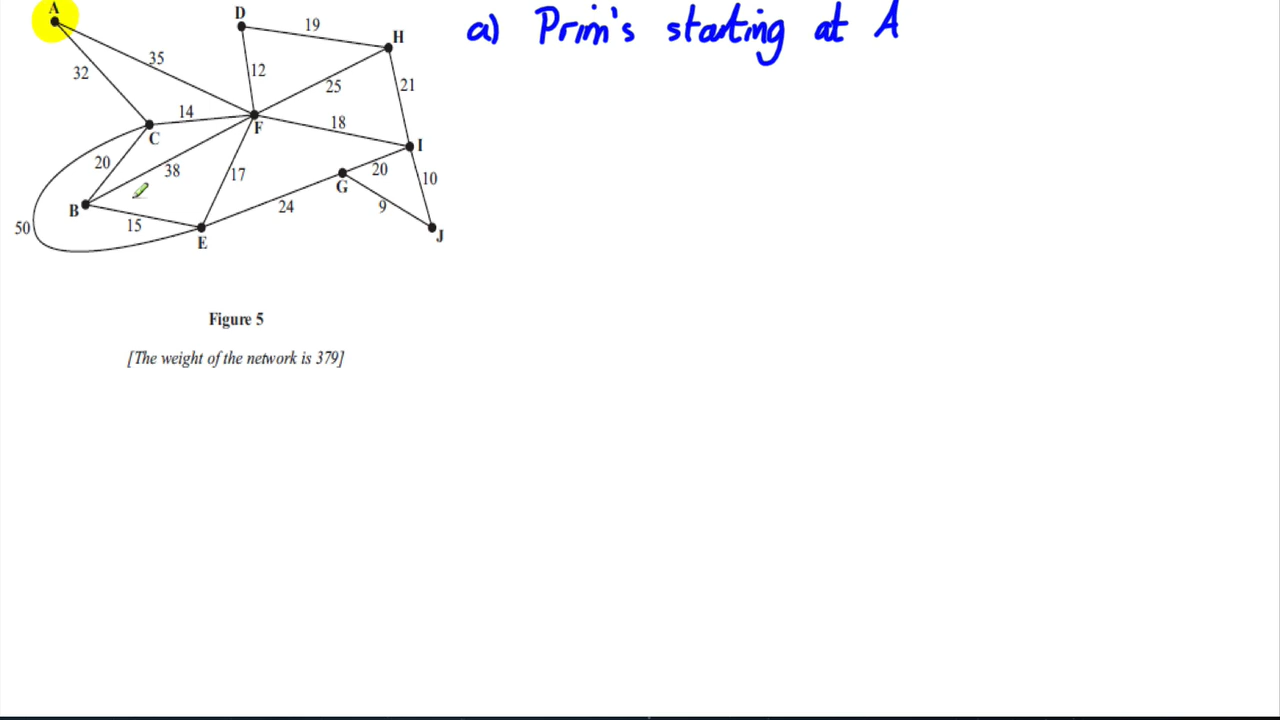 A
D
19
H
a) Prim's starting at A
35
32
12
25
21
14
F
18
C
I
20
38
17
20
10
G
B
9
24
15
50
E
J
Figure 5
[The weight of the network is 379]